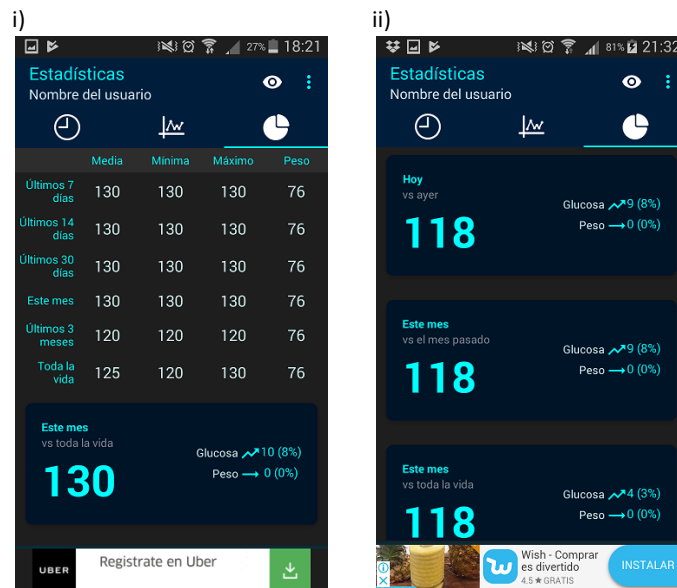 i)
27% 18:21
Estadísticas
Nombre del usuario
Media Mínima Máximo Peso
Últimos 7 días 130 130 130 76
Últimos 14 días 130 130 130 76
Últimos 30 días 130 130 130 76
Este mes 130 130 130 76
Últimos 3 meses 120 120 120 76
Toda la vida 125 120 130 76
Este mes
vs toda la vida
130
Glucosa 10 (8%)
Peso 0 (0%)
UBER
Registrate en Uber
ii)
81% 21:32
Estadísticas
Nombre del usuario
Hoy
vs ayer
118
Glucosa 9 (8%)
Peso 0 (0%)
Este mes
vs el mes pasado
118
Glucosa 9 (8%)
Peso 0 (0%)
Este mes
vs toda la vida
118
Glucosa 4 (3%)
Peso 0 (0%)
Wish - Comprar
es divertido
4.5 ★ GRATIS
INSTALAR